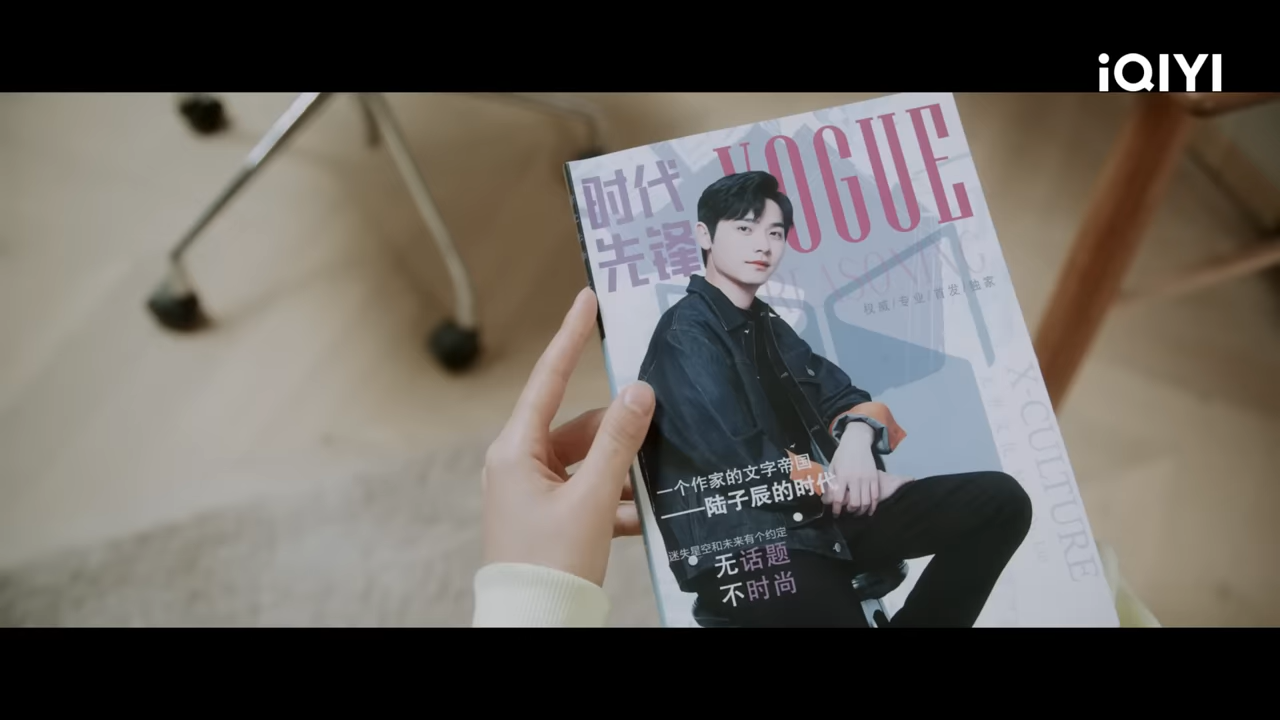 iQIYI
时代
先锋
VOGUE
权威/专业/首发/独家
X-CULTURE
一个作家的文字帝国
——陆子辰的时代
迷失星空和未来有个约定
无话题
不时尚